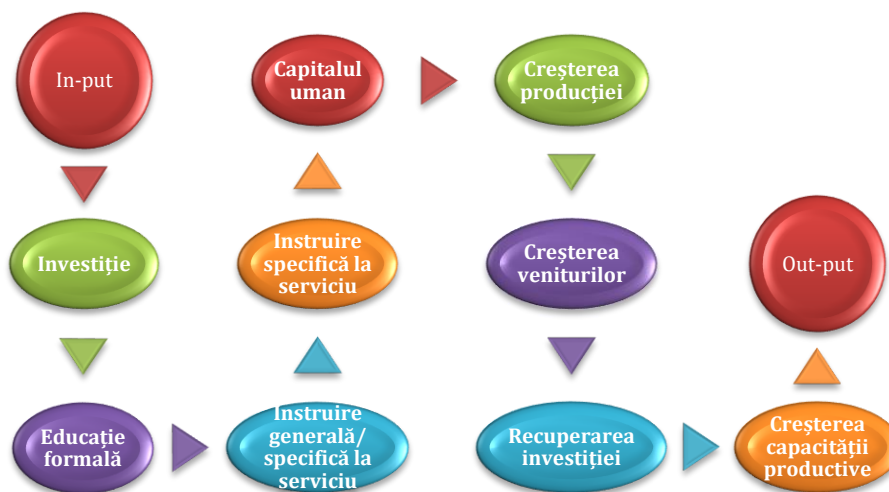 In-put
Investiție
Educație
formală
Instruire
generală/
specifică la
serviciu
Instruire
specifică la
serviciu
Capitalul
uman
Creșterea
producției
Creșterea
veniturilor
Recuperarea
investiției
Creșterea
capacității
productive
Out-put